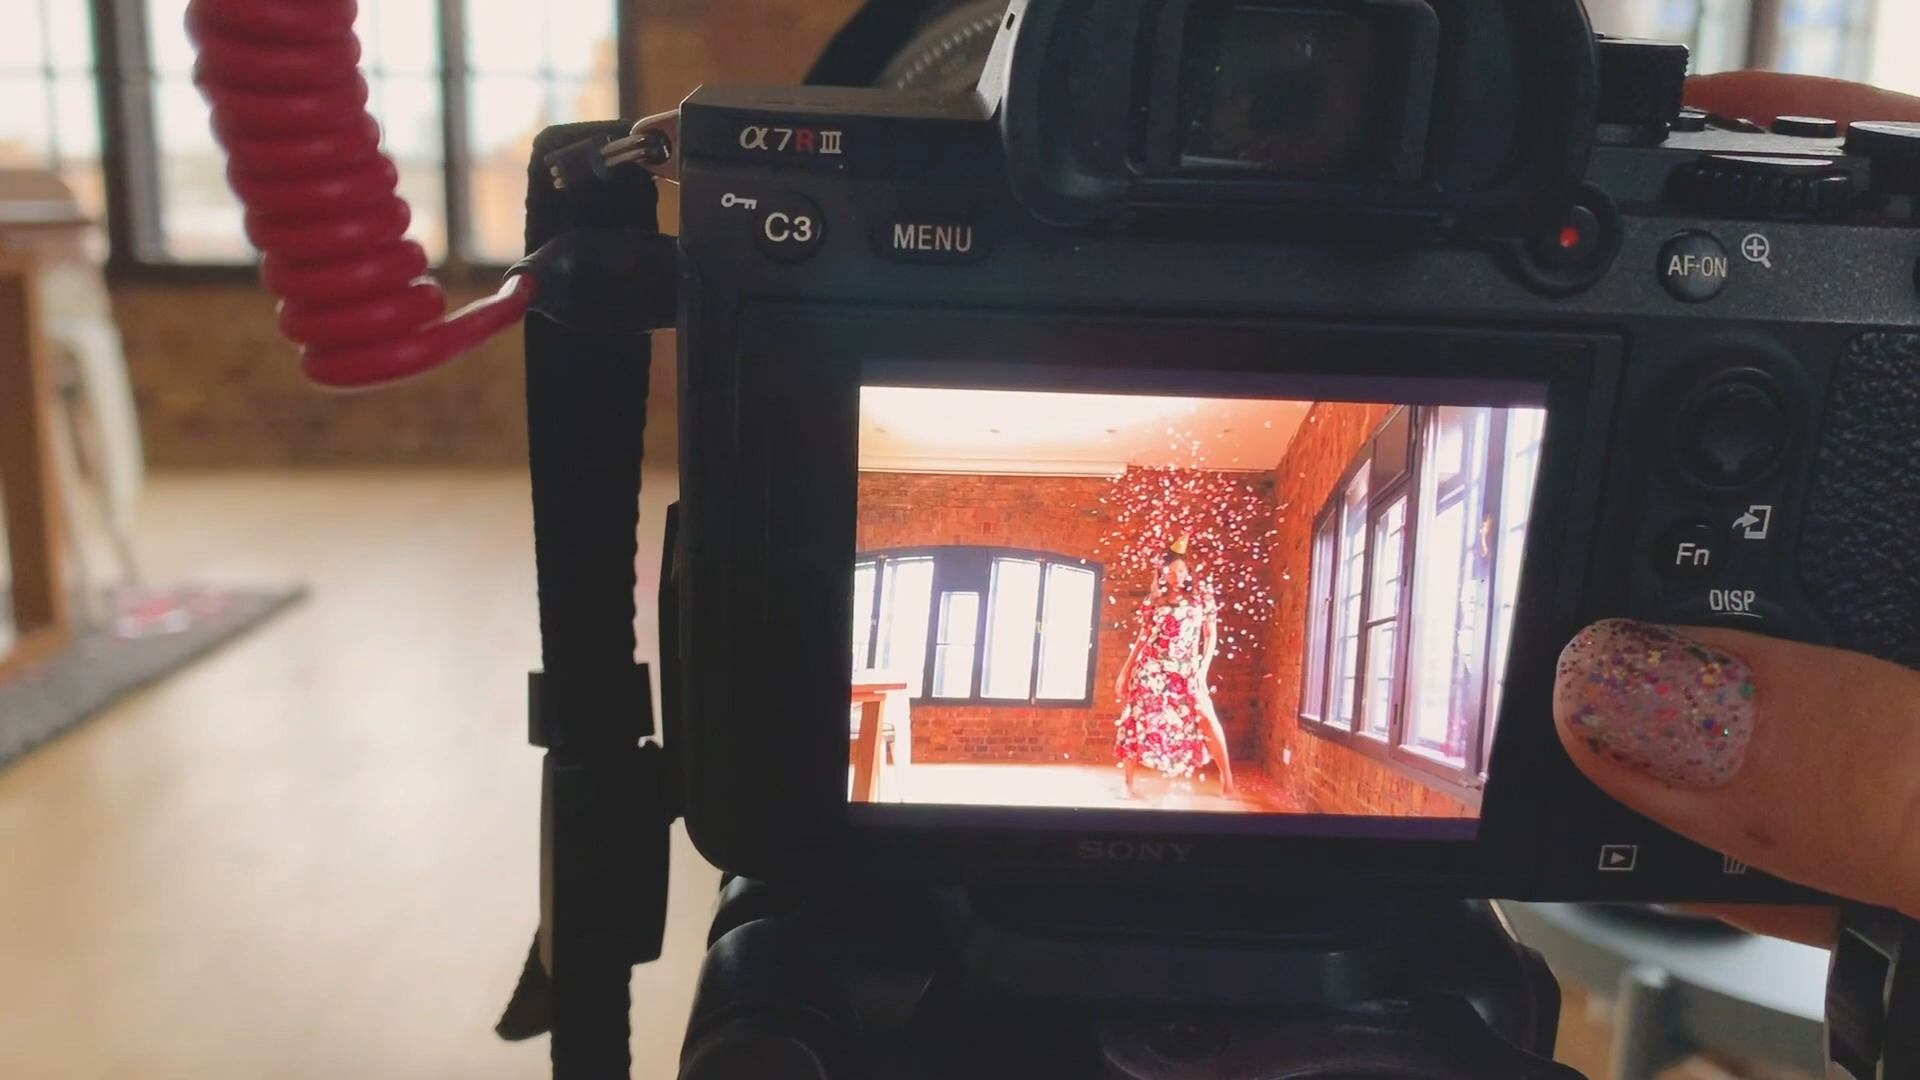 α7RIII
C3
MENU
AF-ON
Fn
DISP
SONY